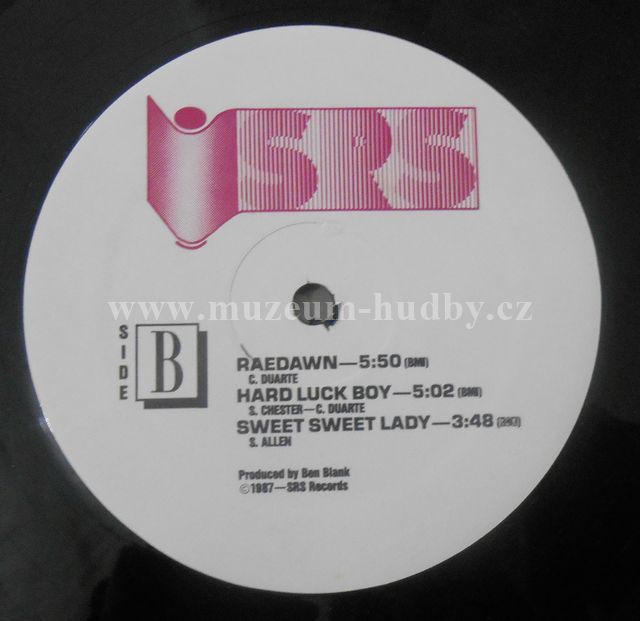 SRS
www.muzeum-hudby.cz
SIDE
B
RAEDAWN—5:50 (BMI)
C. DUARTE
HARD LUCK BOY—5:02 (BMI)
S. CHESTER—C. DUARTE
SWEET SWEET LADY—3:48 (BMI)
S. ALLEN
Produced by Ben Blank
©1987—SRS Records